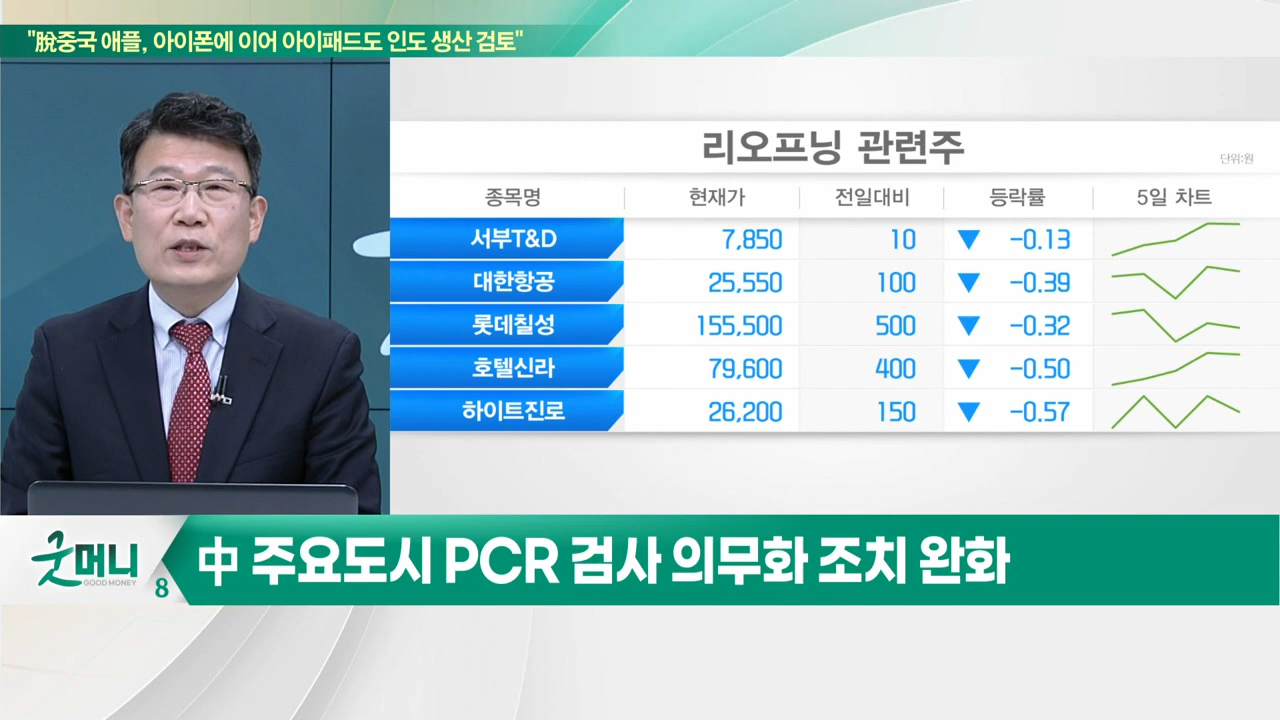 "脫중국 애플, 아이폰에 이어 아이패드도 인도 생산 검토"
리오프닝 관련주
단위:원
종목명 현재가 전일대비 등락률 5일 차트
서부T&D 7,850 10 ▼ -0.13
대한항공 25,550 100 ▼ -0.39
롯데칠성 155,500 500 ▼ -0.32
호텔신라 79,600 400 ▼ -0.50
하이트진로 26,200 150 ▼ -0.57
굿머니
GOOD MONEY
8
中 주요도시 PCR 검사 의무화 조치 완화